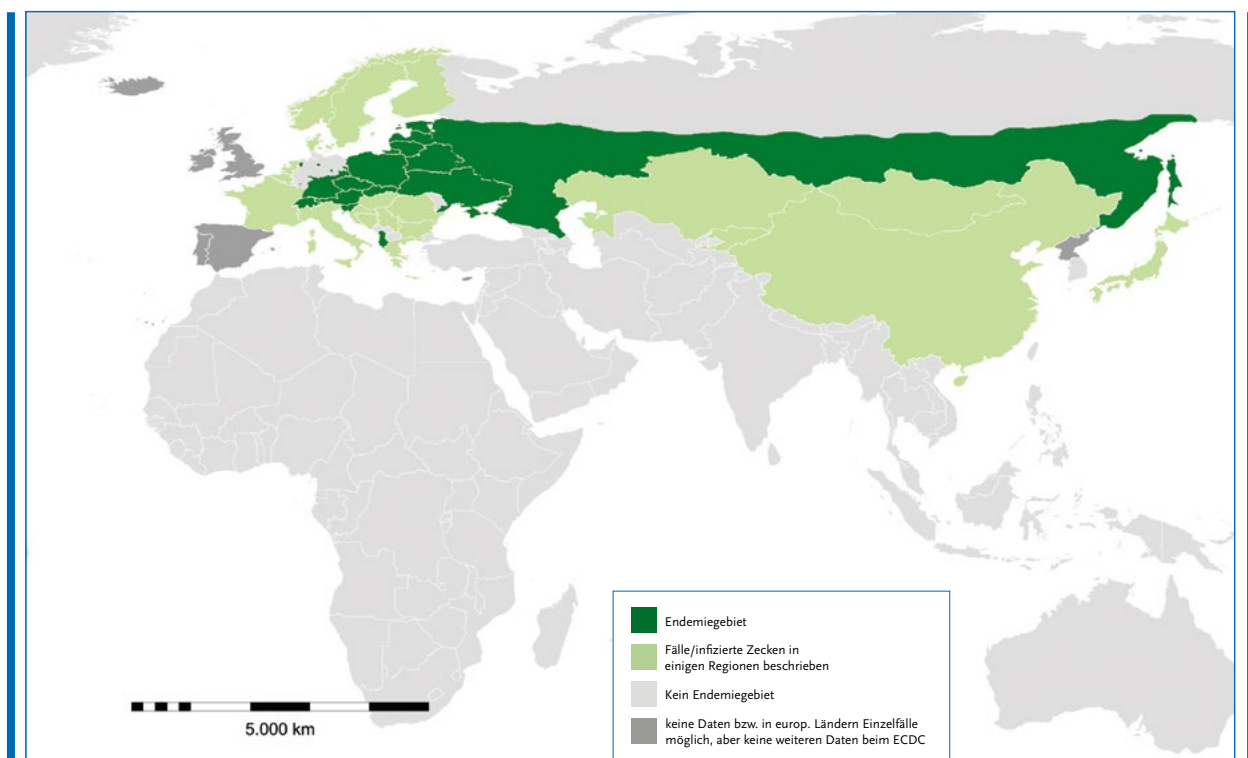 Endemiegebiet
Fälle/infizierte Zecken in
einigen Regionen beschrieben
Kein Endemiegebiet
keine Daten bzw. in europ. Ländern Einzelfälle
möglich, aber keine weiteren Daten beim ECDC
5.000 km